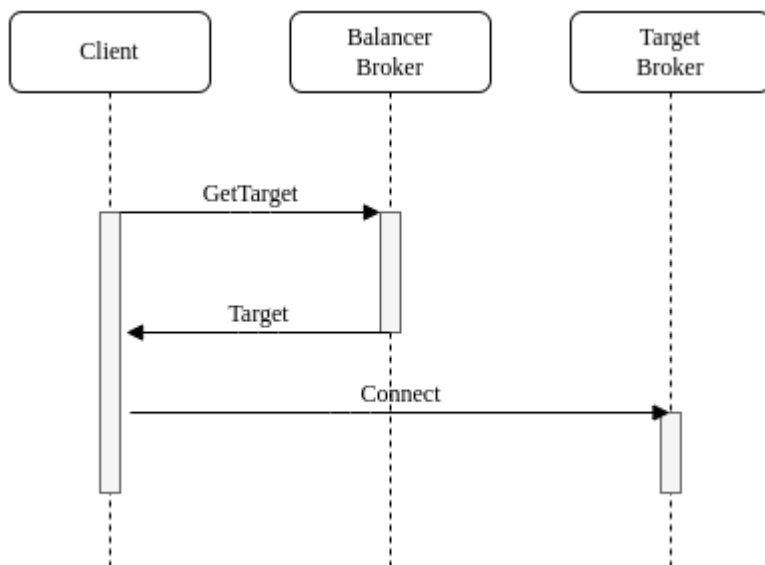 Client
Balancer
Broker
Target
Broker
GetTarget
Target
Connect